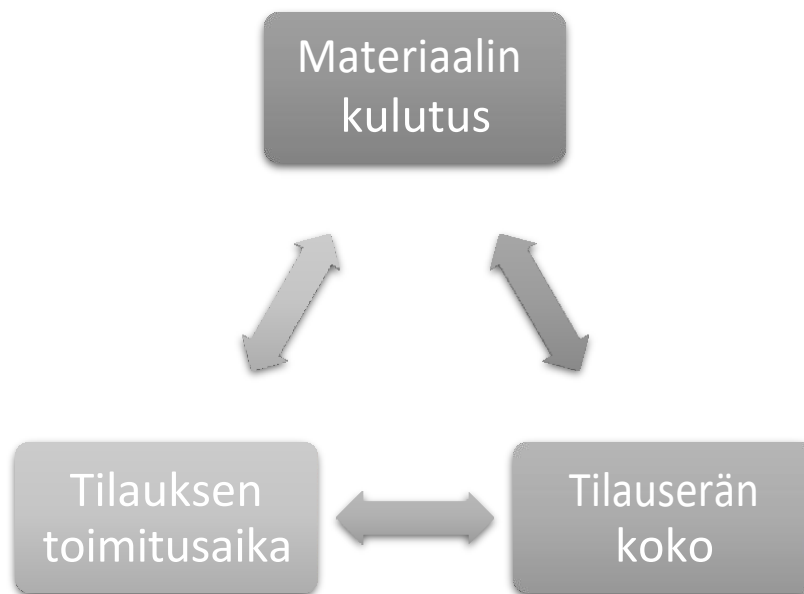 Materiaalin
kulutus
Tilauksen
toimitusaika
Tilauserän
koko